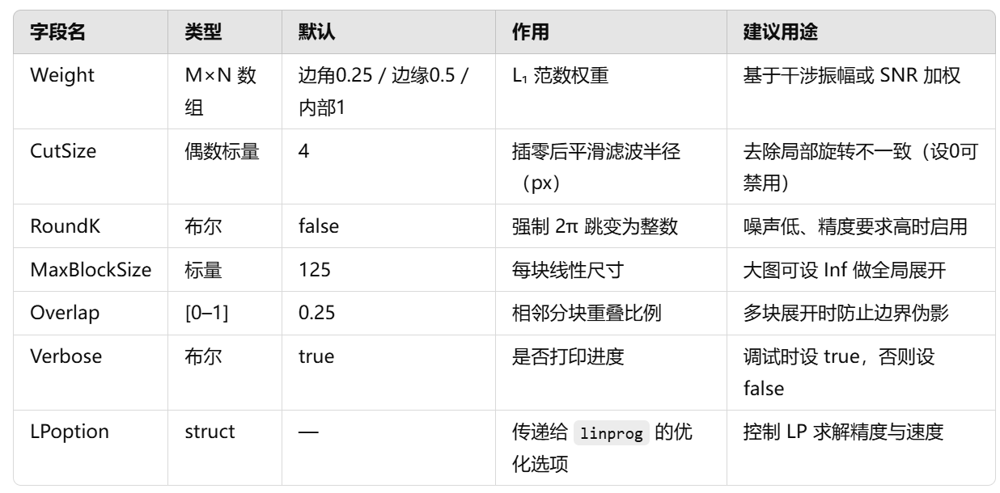 字段名 类型 默认 作用 建议用途
Weight M×N 数组 边角0.25 / 边缘0.5 / 内部1 L₁ 范数权重 基于干涉振幅或 SNR 加权
CutSize 偶数标量 4 插零后平滑滤波半径（px） 去除局部旋转不一致（设0可禁用）
RoundK 布尔 false 强制 2π 跳变为整数 噪声低、精度要求高时启用
MaxBlockSize 标量 125 每块线性尺寸 大图可设 Inf 做全局展开
Overlap [0–1] 0.25 相邻分块重叠比例 多块展开时防止边界伪影
Verbose 布尔 true 是否打印进度 调试时设 true，否则设 false
LPoption struct — 传递给 linprog 的优化选项 控制 LP 求解精度与速度